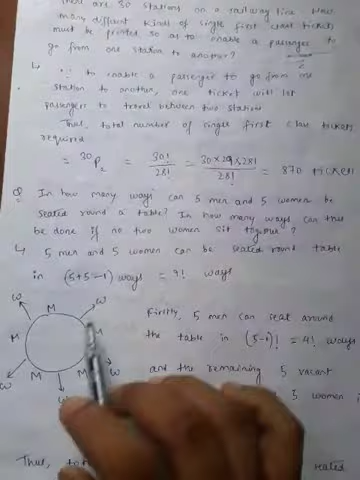 There are 30 stations on a railway line. How
many different kinds of single first class tickets
must be printed so as to enable a passenger to
go from one station to another?
↳ ∵ to enable a passenger to go from one
station to another, one ticket will let
passengers to travel between two stations
Thus, total number of single first class tickets
required
= ³⁰P₂ = 30!/28! = 30×29×28!/28! = 870 tickets
Q In how many ways can 5 men and 5 women be
seated round a table? In how many ways can this
be done if no two women sit together?
↳ 5 men and 5 women can be seated round table
in (5+5-1) ways = 9! ways
Firstly, 5 men can seat around
the table in (5-1)! = 4! ways
and the remaining 5 vacant
5 women in
W
W
M
M
M
M
M
W
W
Thus,
seated